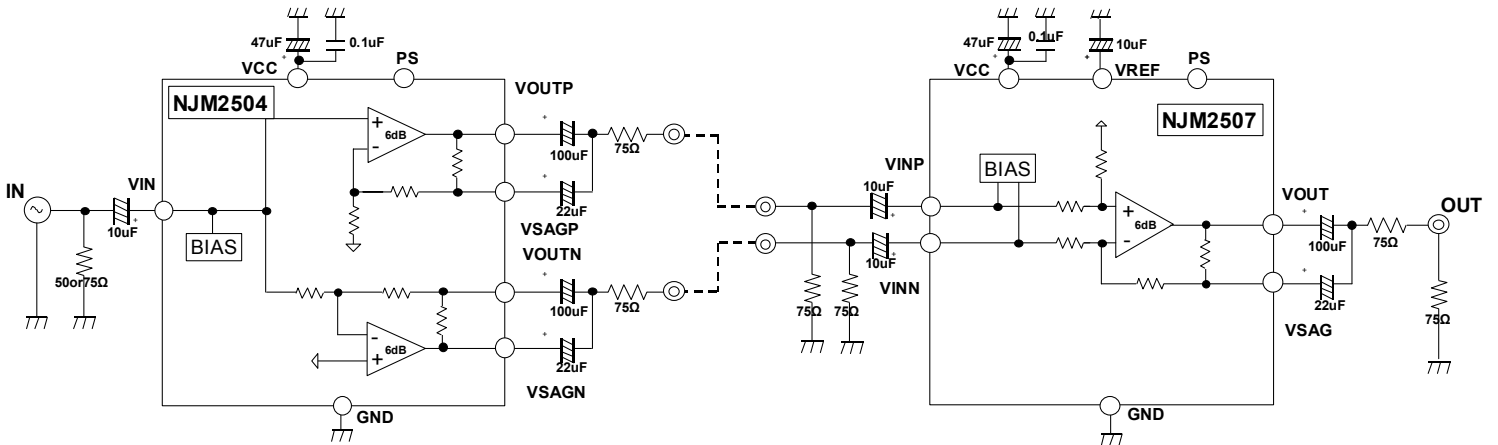 47uF
+
0.1uF
VCC
PS
NJM2504
VOUTP
+
-
6dB
+
100uF
75Ω
+
22uF
VSAGP
IN
VIN
10uF
+
BIAS
50or75Ω
VOUTN
+
100uF
75Ω
-
+
6dB
+
22uF
VSAGN
GND
47uF
+
0.1uF
10uF
+
VCC
VREF
PS
NJM2507
VINP
10uF
+
BIAS
10uF
+
VINN
75Ω
75Ω
+
-
6dB
VOUT
+
100uF
75Ω
OUT
+
22uF
VSAG
75Ω
GND